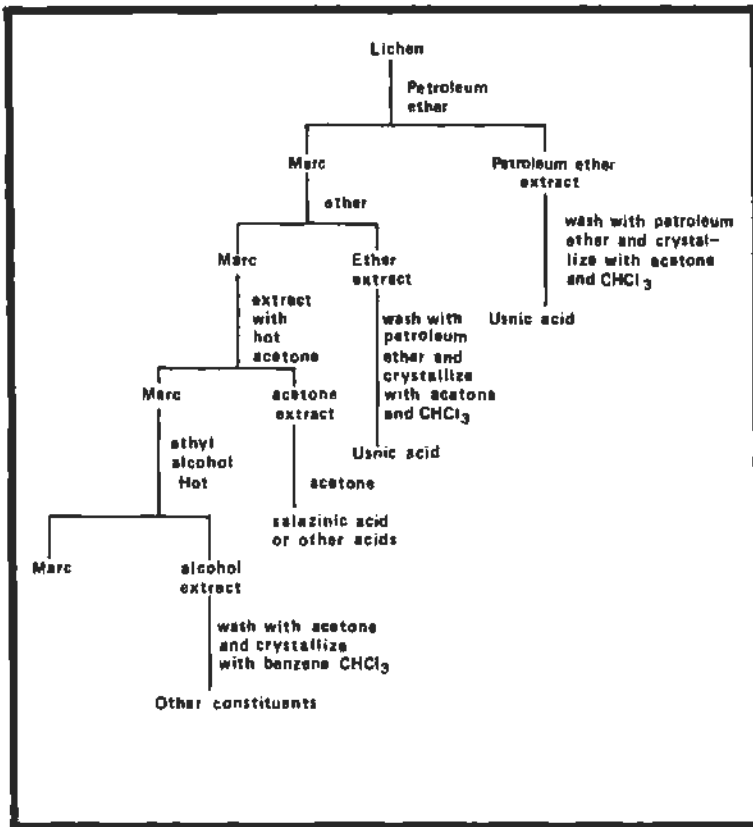 Lichen
Petroleum
ether
Marc
Petroleum ether
extract
ether
wash with petroleum
ether and crystal-
lize with acetone
and CHCl₃
Marc
Ether
extract
extract
with
hot
acetone
wash with
petroleum
ether and
crystallize
with acetone
and CHCl₃
Usnic acid
Marc
acetone
extract
ethyl
alcohol
Hot
Usnic acid
acetone
salazinic acid
or other acids
Marc
alcohol
extract
wash with acetone
and crystallize
with benzene CHCl₃
Other constituents